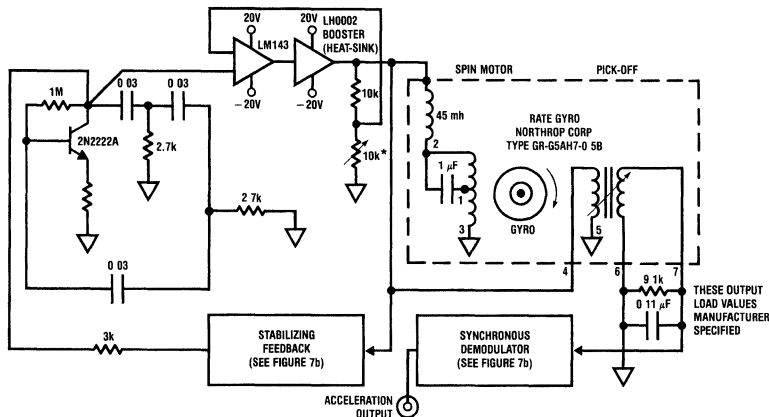 20V
20V
LH0002
BOOSTER
(HEAT-SINK)
LM143
−20V
−20V
0 03
0 03
1M
2N2222A
2.7k
10k
10k*
2 7k
0 03
3k
SPIN MOTOR
PICK-OFF
45 mh
2
1 μF
1
3
RATE GYRO
NORTHROP CORP
TYPE GR-G5AH7-0 5B
GYRO
5
4
6
7
9 1k
0 11 μF
THESE OUTPUT
LOAD VALUES
MANUFACTURER
SPECIFIED
STABILIZING
FEEDBACK
(SEE FIGURE 7b)
SYNCHRONOUS
DEMODULATOR
(SEE FIGURE 7b)
ACCELERATION
OUTPUT